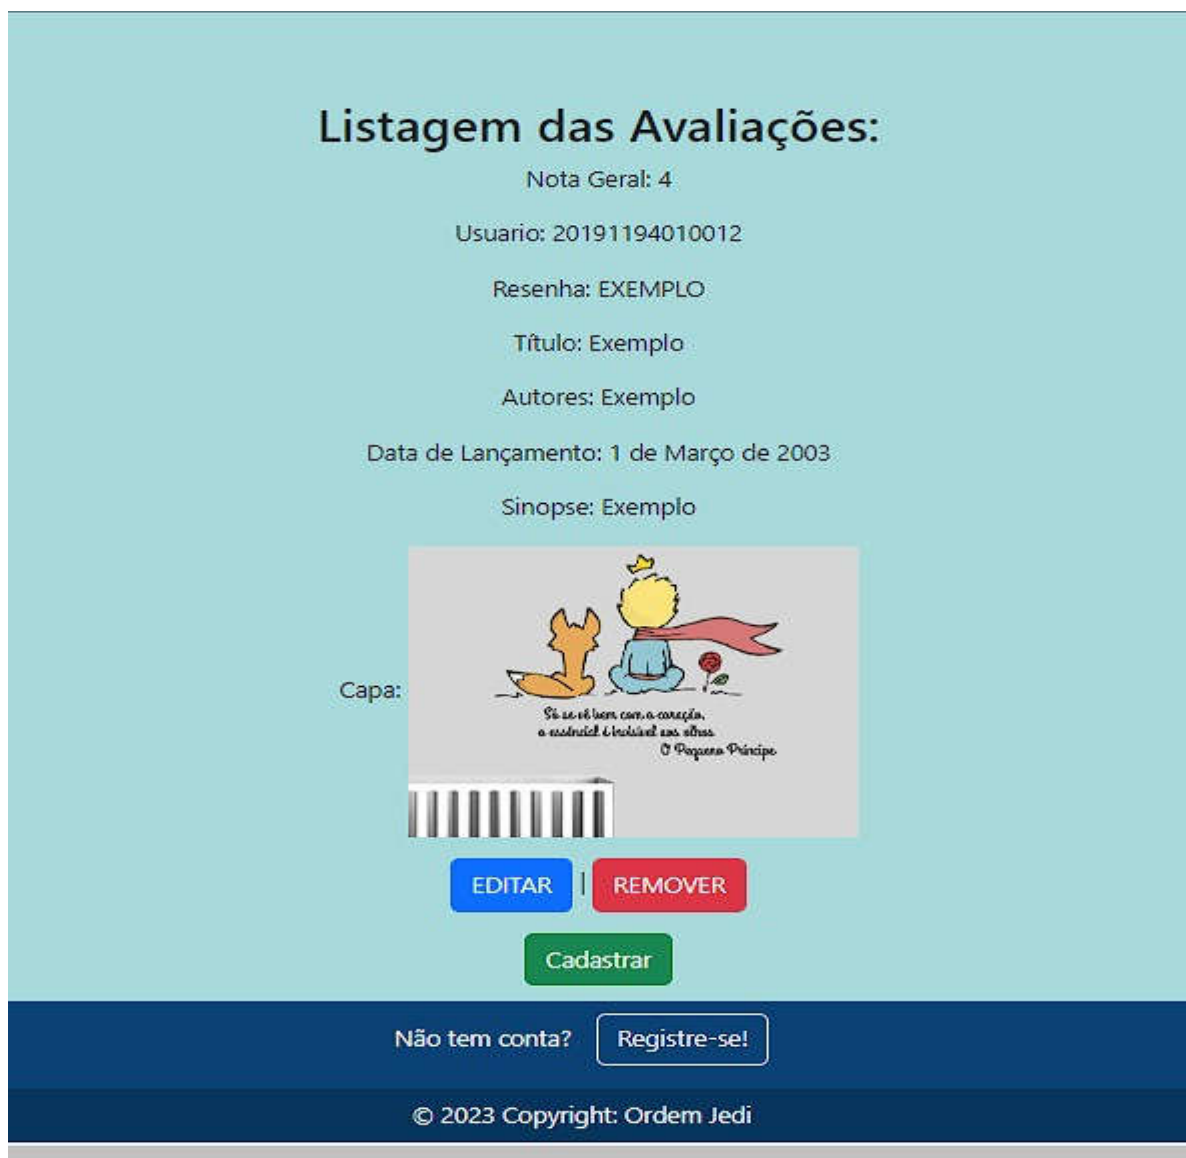 Listagem das Avaliações:
Nota Geral: 4
Usuario: 20191194010012
Resenha: EXEMPLO
Título: Exemplo
Autores: Exemplo
Data de Lançamento: 1 de Março de 2003
Sinopse: Exemplo
Capa:
Só se vê bem com o coração,
o essencial é invisível aos olhos.
O Pequeno Príncipe
EDITAR | REMOVER
Cadastrar
Não tem conta? Registre-se!
© 2023 Copyright: Ordem Jedi